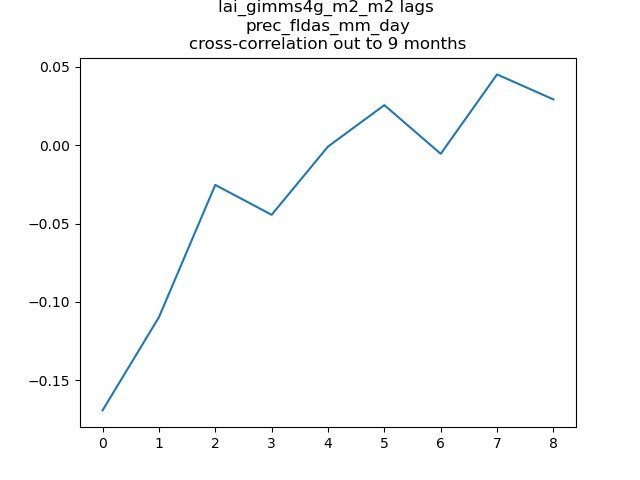 lai_gimms4g_m2_m2 lags
prec_fldas_mm_day
cross-correlation out to 9 months
0.05
0.00
−0.05
−0.10
−0.15
0 1 2 3 4 5 6 7 8